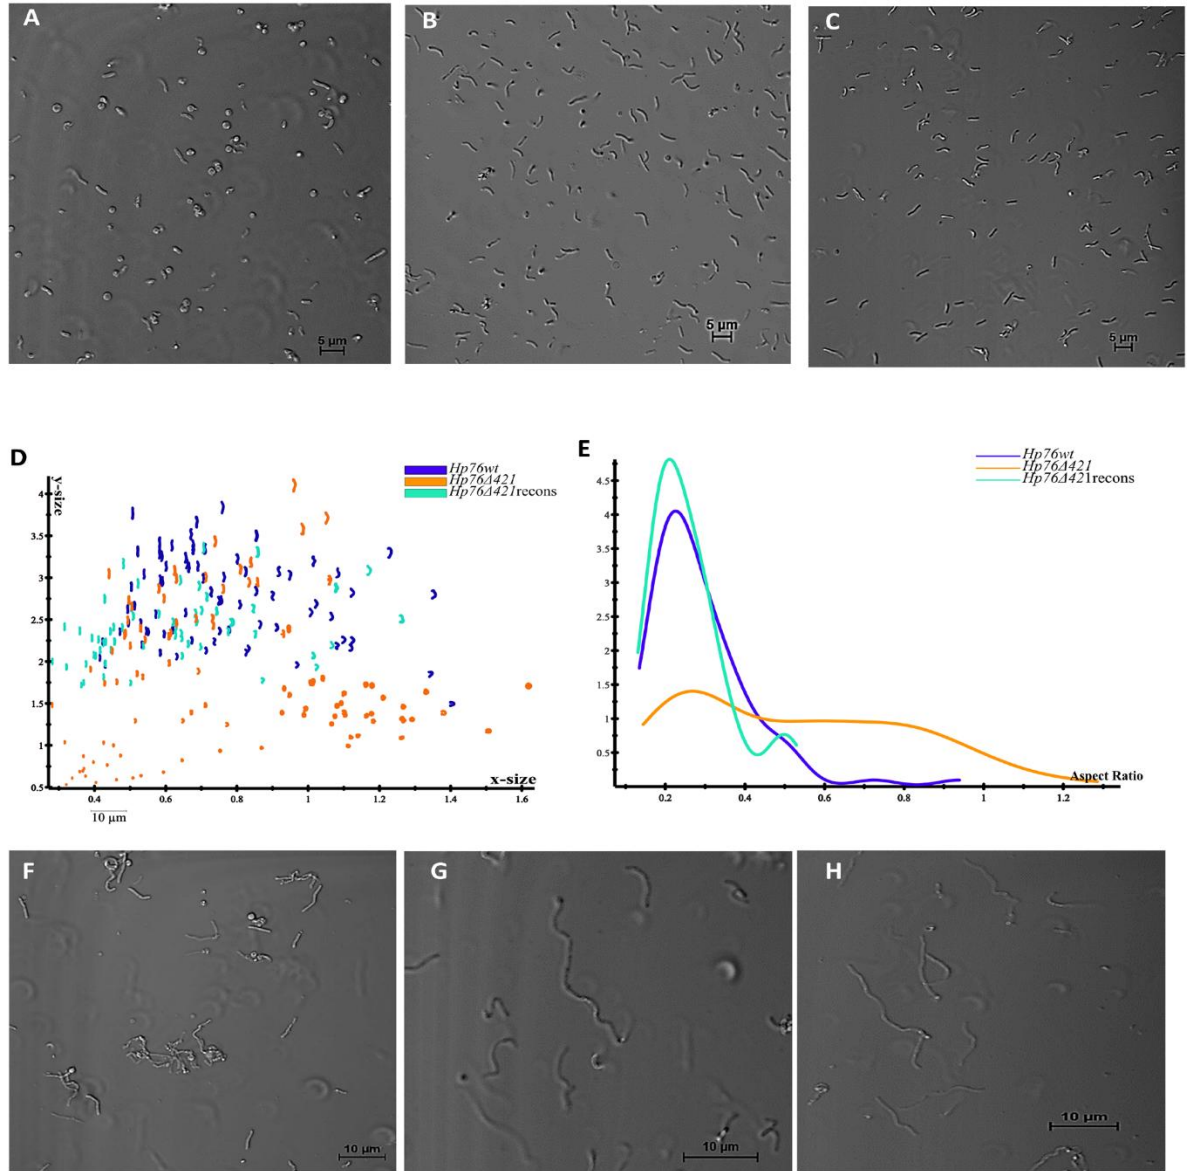 A
B
C
5 µm
5 µm
5 µm
D
y-size
Hp76wt
Hp76Δ421
Hp76Δ421recons
4
3.5
3
2.5
2
1.5
1
0.5
x-size
0.4
0.6
0.8
1
1.2
1.4
1.6
10 µm
E
Hp76wt
Hp76Δ421
Hp76Δ421recons
4.5
4
3.5
3
2.5
2
1.5
1
0.5
Aspect Ratio
0.2
0.4
0.6
0.8
1
1.2
F
G
H
10 µm
10 µm
10 µm